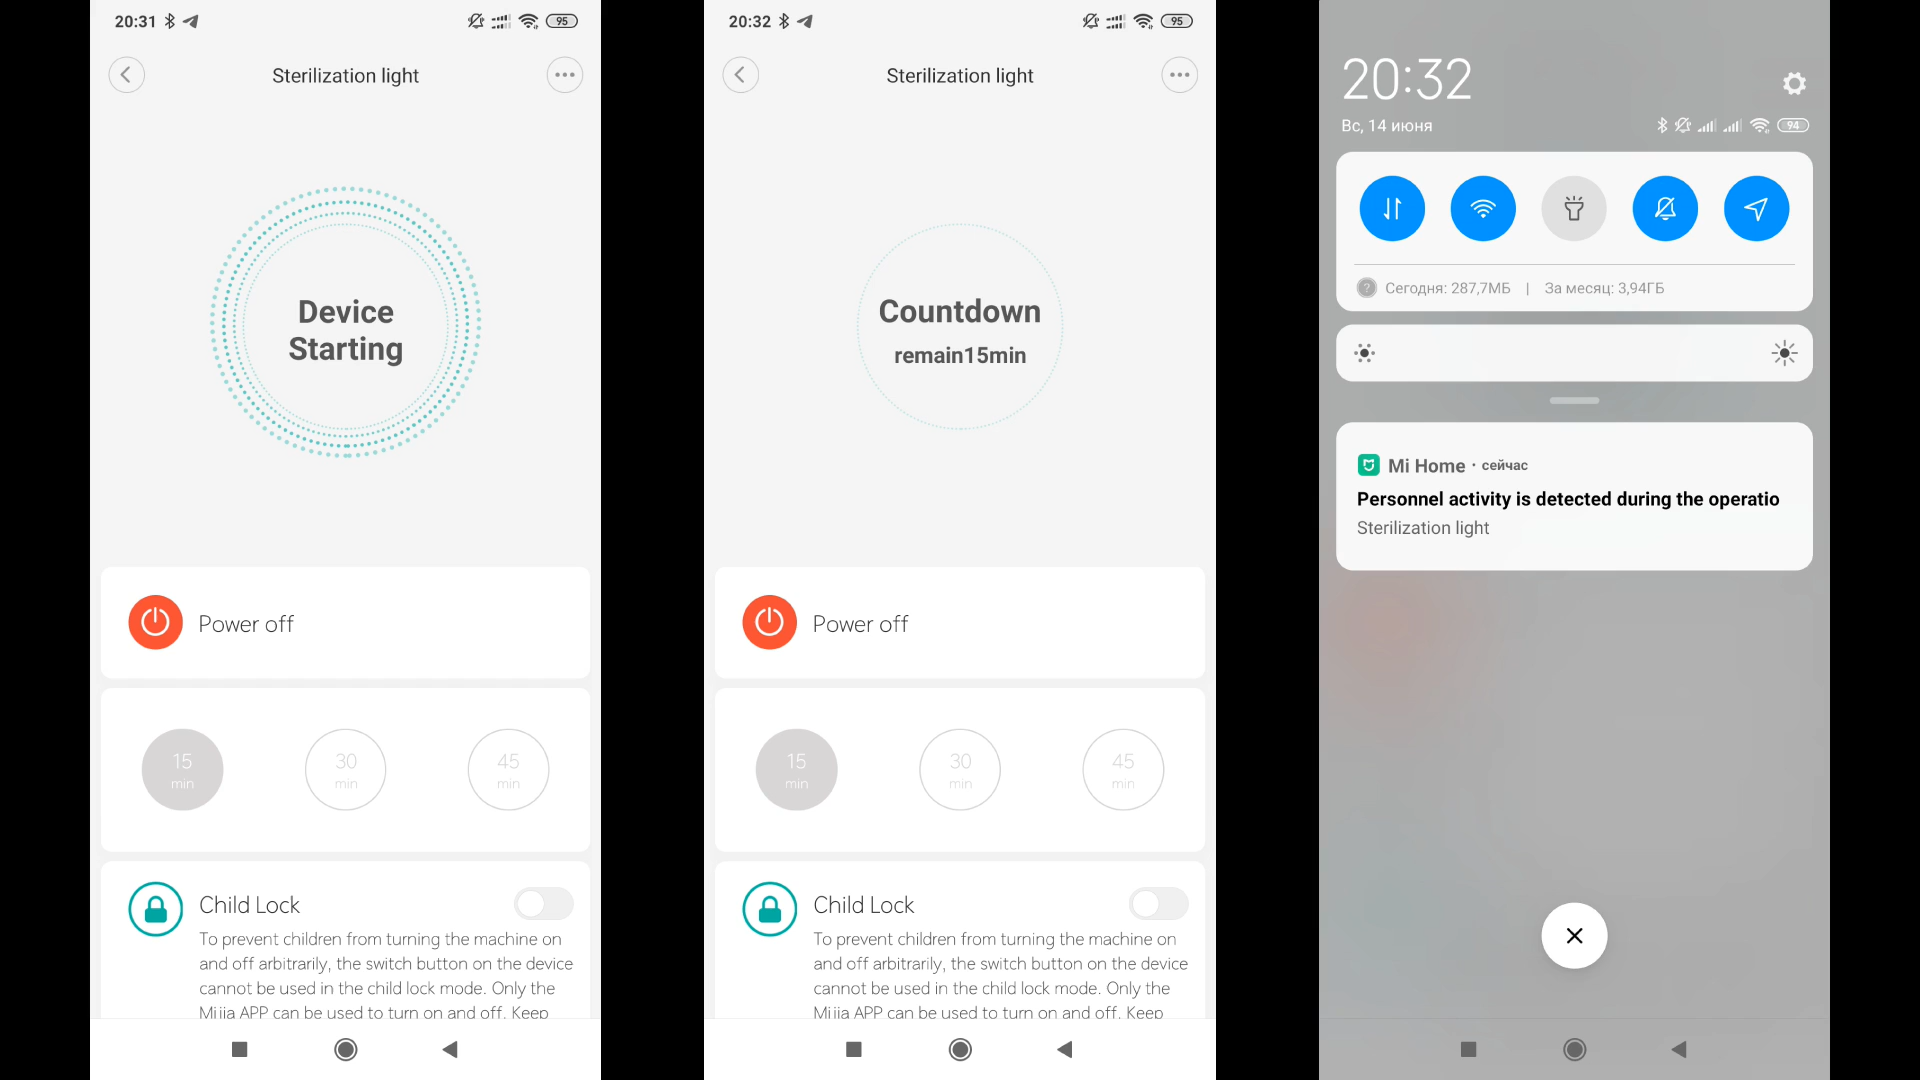 20:31
95
Sterilization light
Device
Starting
Power off
15
min
30
min
45
min
Child Lock
To prevent children from turning the machine on
and off arbitrarily, the switch button on the device
cannot be used in the child lock mode. Only the
Mijia APP can be used to turn on and off. Keep
20:32
95
Sterilization light
Countdown
remain15min
Power off
15
min
30
min
45
min
Child Lock
To prevent children from turning the machine on
and off arbitrarily, the switch button on the device
cannot be used in the child lock mode. Only the
Mijia APP can be used to turn on and off. Keep
20:32
Вс, 14 июня
94
? Сегодня: 287,7МБ | За месяц: 3,94ГБ
Mi Home · сейчас
Personnel activity is detected during the operatio
Sterilization light